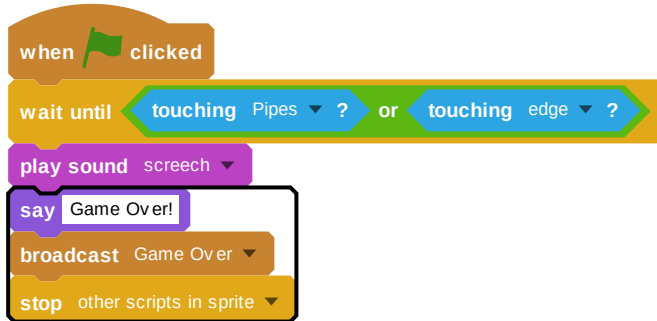 when clicked
wait until touching Pipes ? or touching edge ?
play sound screech
say Game Over!
broadcast Game Over
stop other scripts in sprite